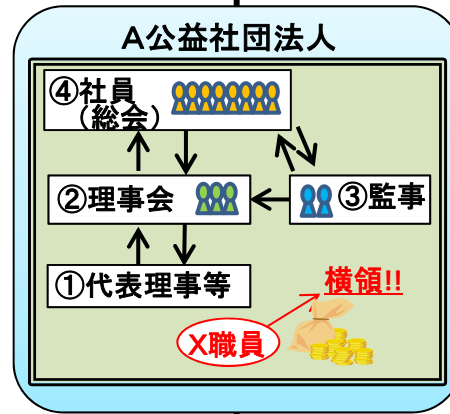 A公益社団法人
④社員
(総会)
②理事会
③監事
①代表理事等
横領!!
X職員